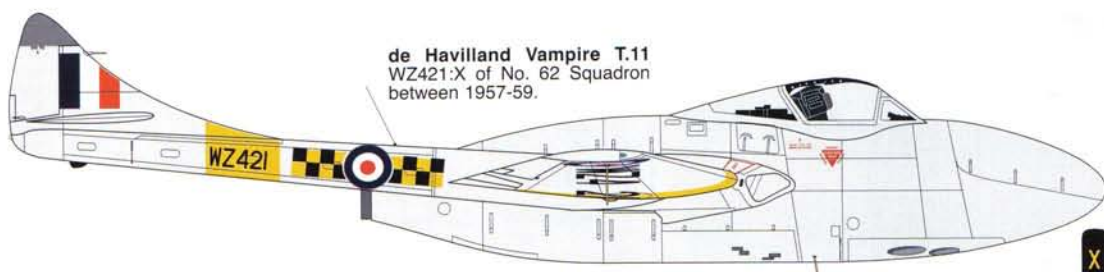 de Havilland Vampire T.11
WZ421:X of No. 62 Squadron
between 1957-59.
WZ421
X